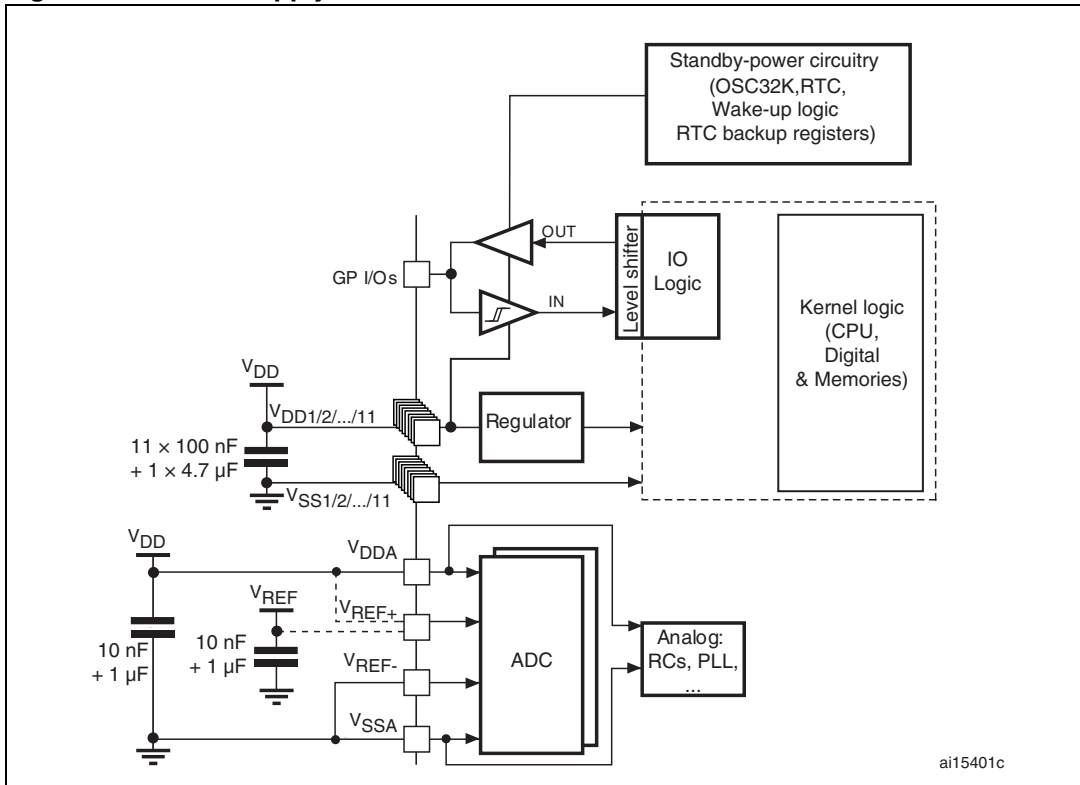 Standby-power circuitry
(OSC32K,RTC,
Wake-up logic
RTC backup registers)
OUT
GP I/Os
IN
Level shifter
IO
Logic
Kernel logic
(CPU,
Digital
& Memories)
VDD
VDD1/2/.../11
Regulator
11 × 100 nF
+ 1 × 4.7 µF
VSS1/2/.../11
VDD
VDDA
VREF
VREF+
10 nF
+ 1 µF
10 nF
+ 1 µF
VREF-
ADC
Analog:
RCs, PLL,
...
VSSA
ai15401c